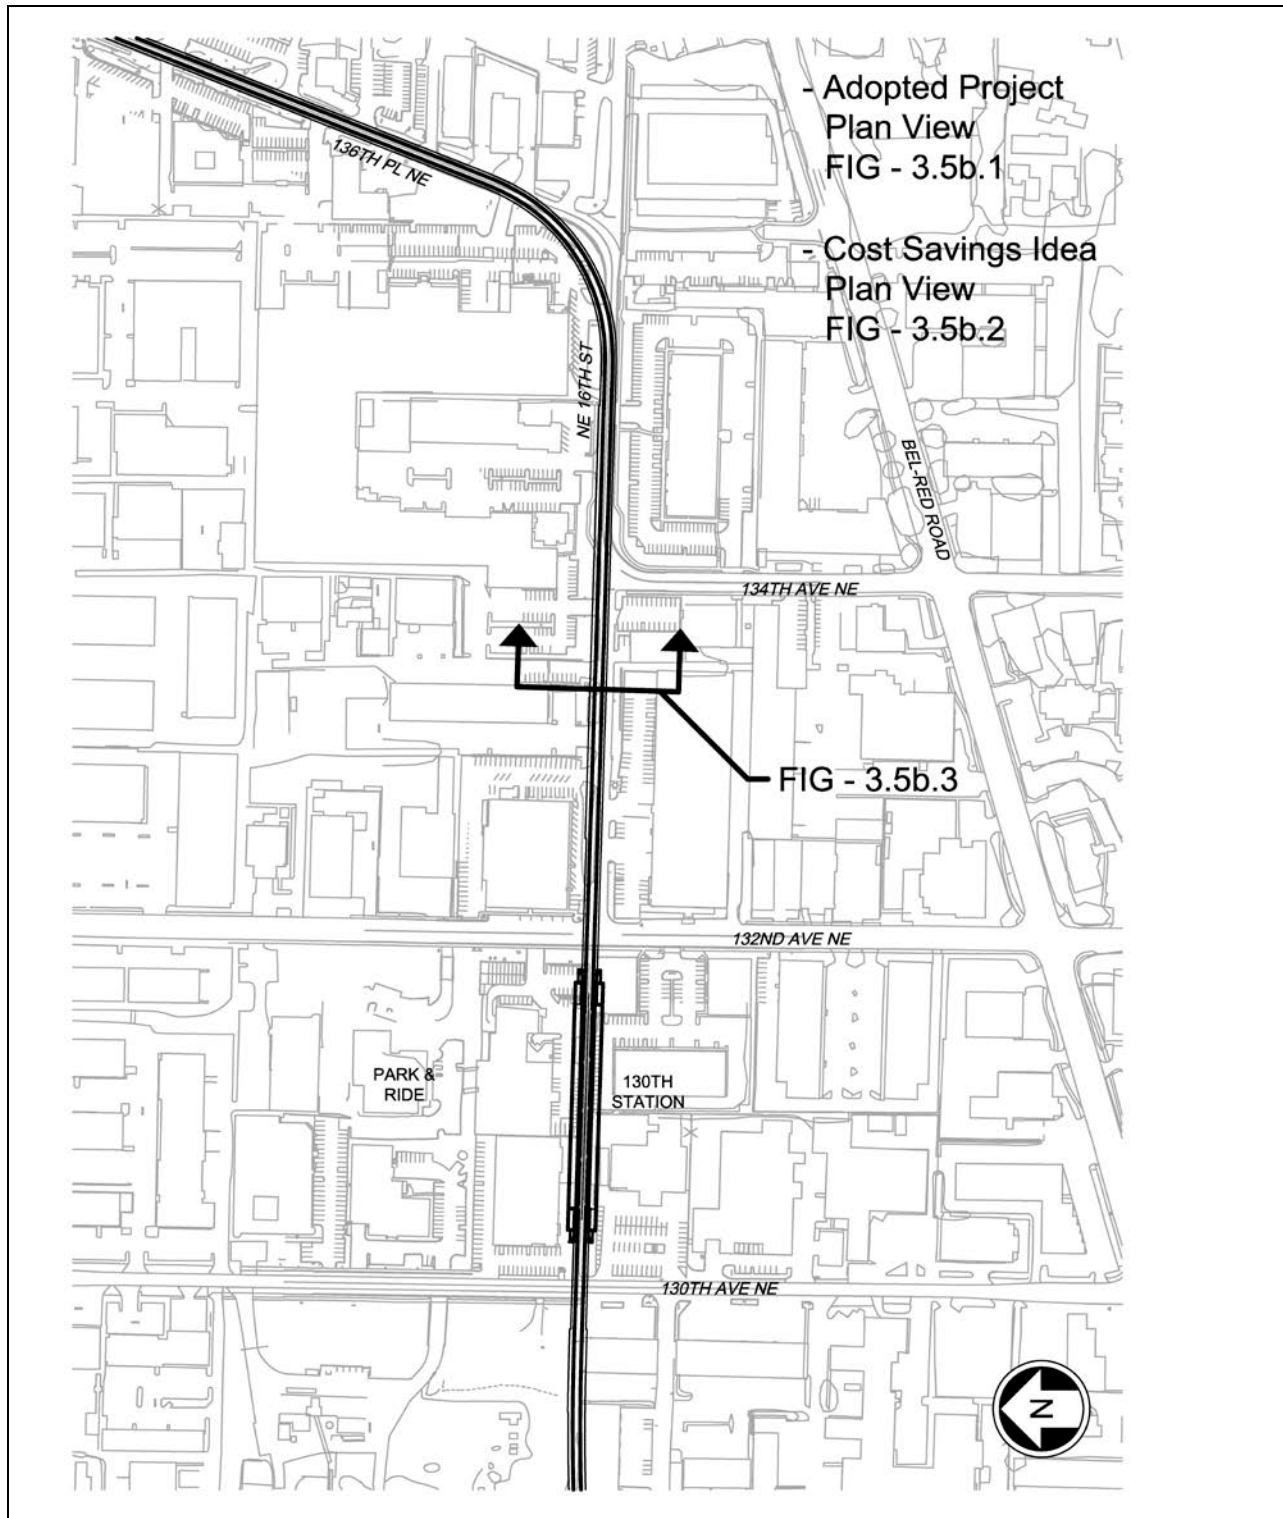 - Adopted Project
Plan View
FIG - 3.5b.1
136TH PL NE
- Cost Savings Idea
Plan View
FIG - 3.5b.2
NE 16TH ST
BEL-RED ROAD
134TH AVE NE
FIG - 3.5b.3
132ND AVE NE
PARK &
RIDE
130TH
STATION
130TH AVE NE
N